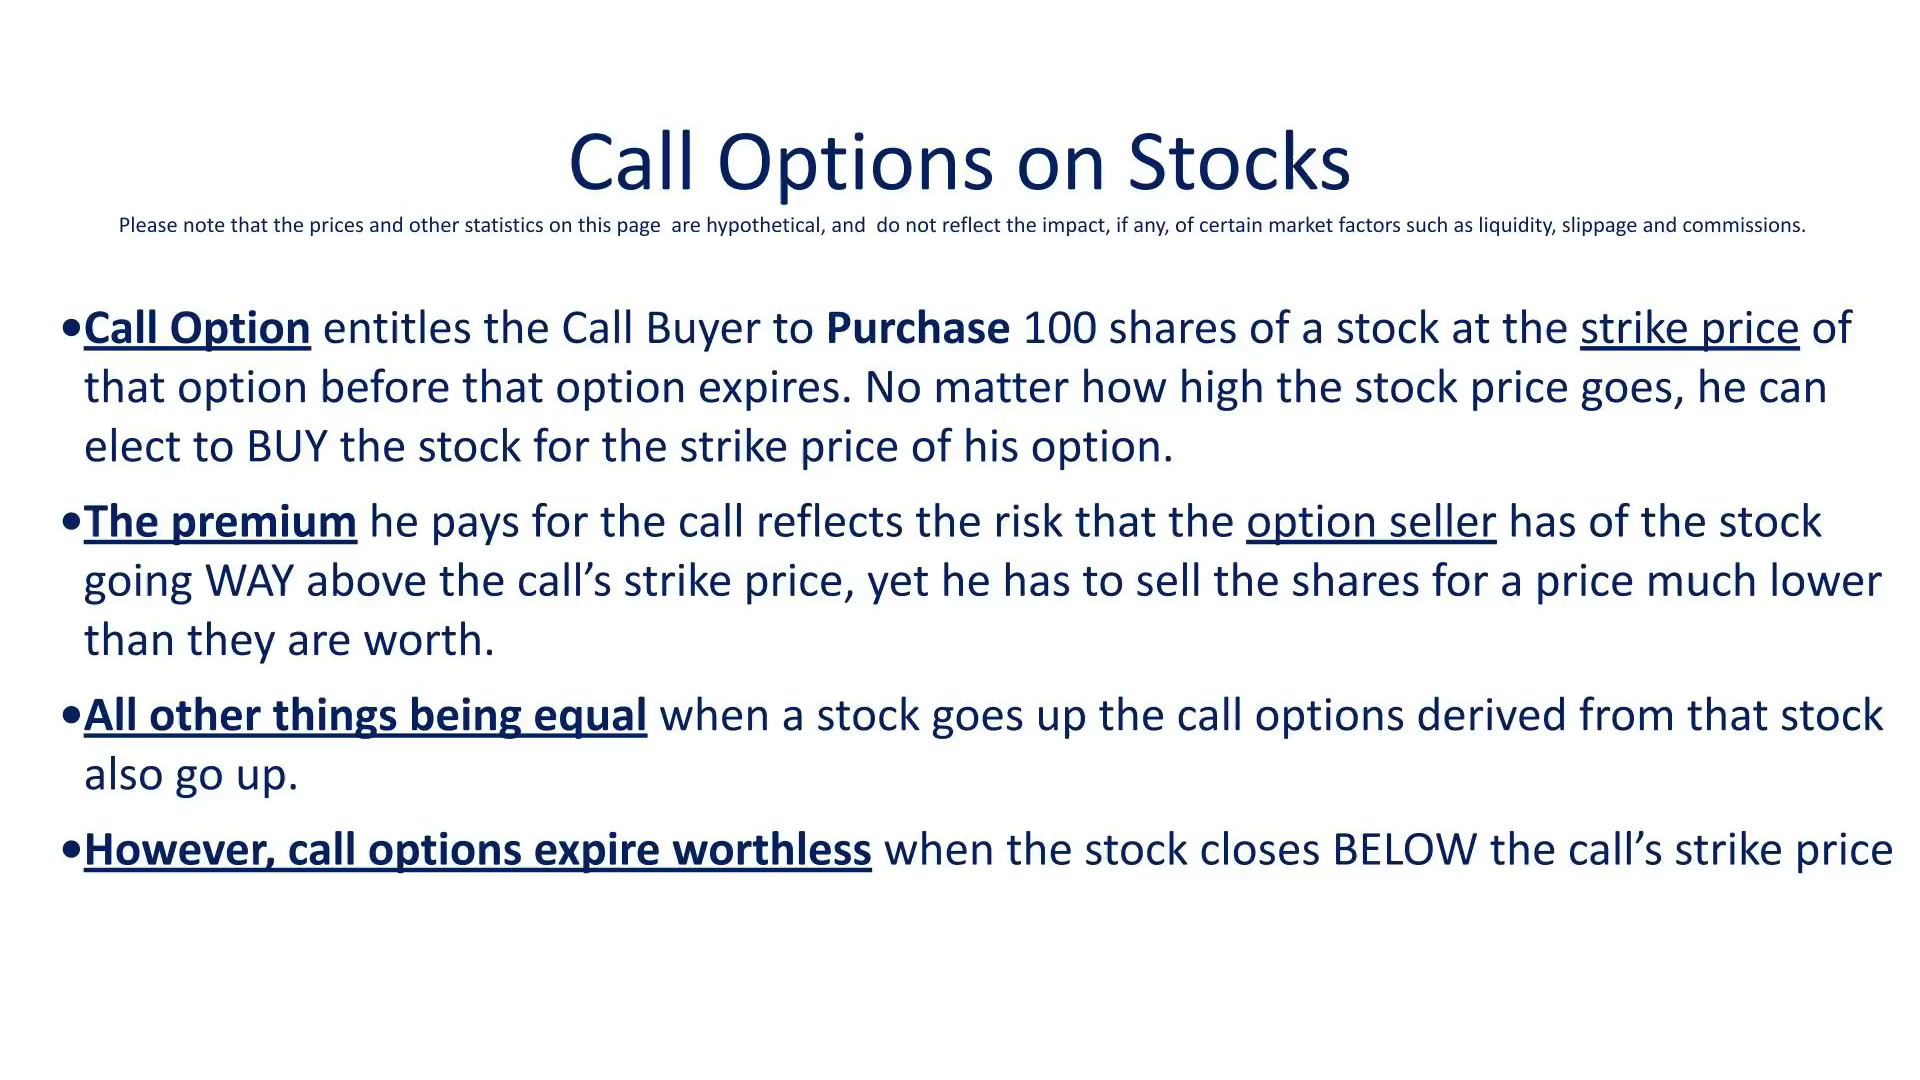 Call Options on Stocks
Please note that the prices and other statistics on this page  are hypothetical, and  do not reflect the impact, if any, of certain market factors such as liquidity, slippage and commissions.
•Call Option entitles the Call Buyer to Purchase 100 shares of a stock at the strike price of
that option before that option expires. No matter how high the stock price goes, he can
elect to BUY the stock for the strike price of his option.
•The premium he pays for the call reflects the risk that the option seller has of the stock
going WAY above the call’s strike price, yet he has to sell the shares for a price much lower
than they are worth.
•All other things being equal when a stock goes up the call options derived from that stock
also go up.
•However, call options expire worthless when the stock closes BELOW the call’s strike price